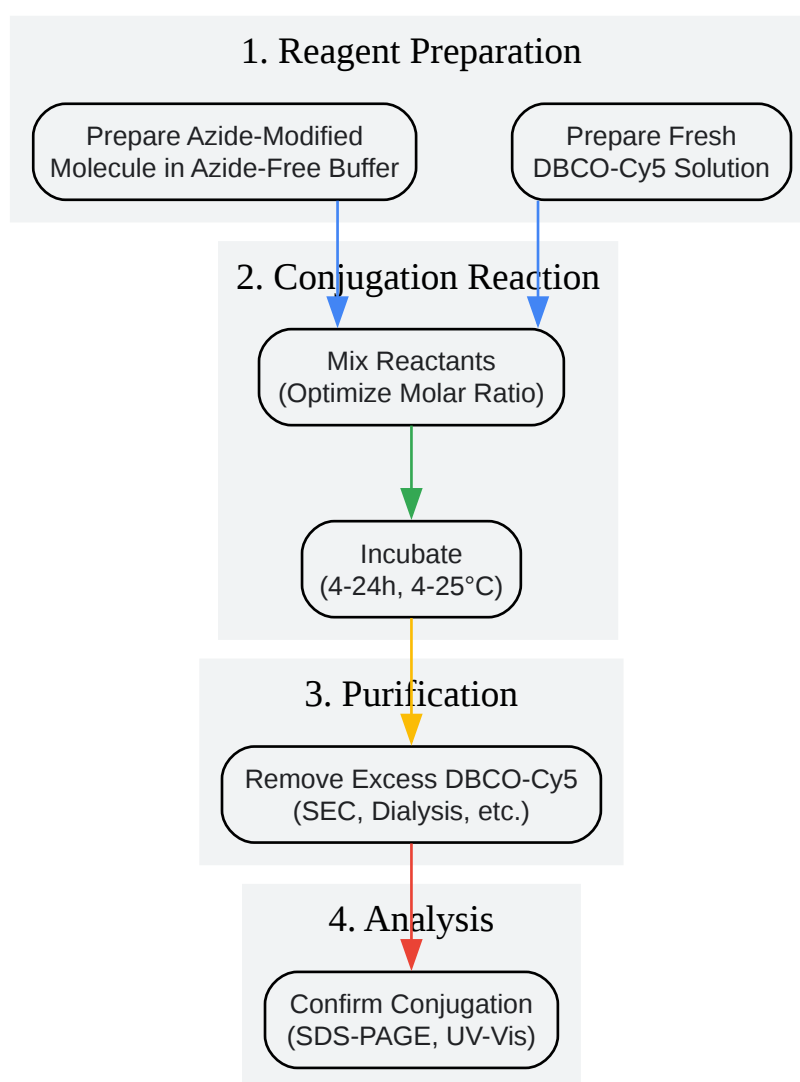 1. Reagent Preparation
Prepare Azide-Modified
Molecule in Azide-Free Buffer
Prepare Fresh
DBCO-Cy5 Solution
2. Conjugation Reaction
Mix Reactants
(Optimize Molar Ratio)
Incubate
(4-24h, 4-25°C)
3. Purification
Remove Excess DBCO-Cy5
(SEC, Dialysis, etc.)
4. Analysis
Confirm Conjugation
(SDS-PAGE, UV-Vis)